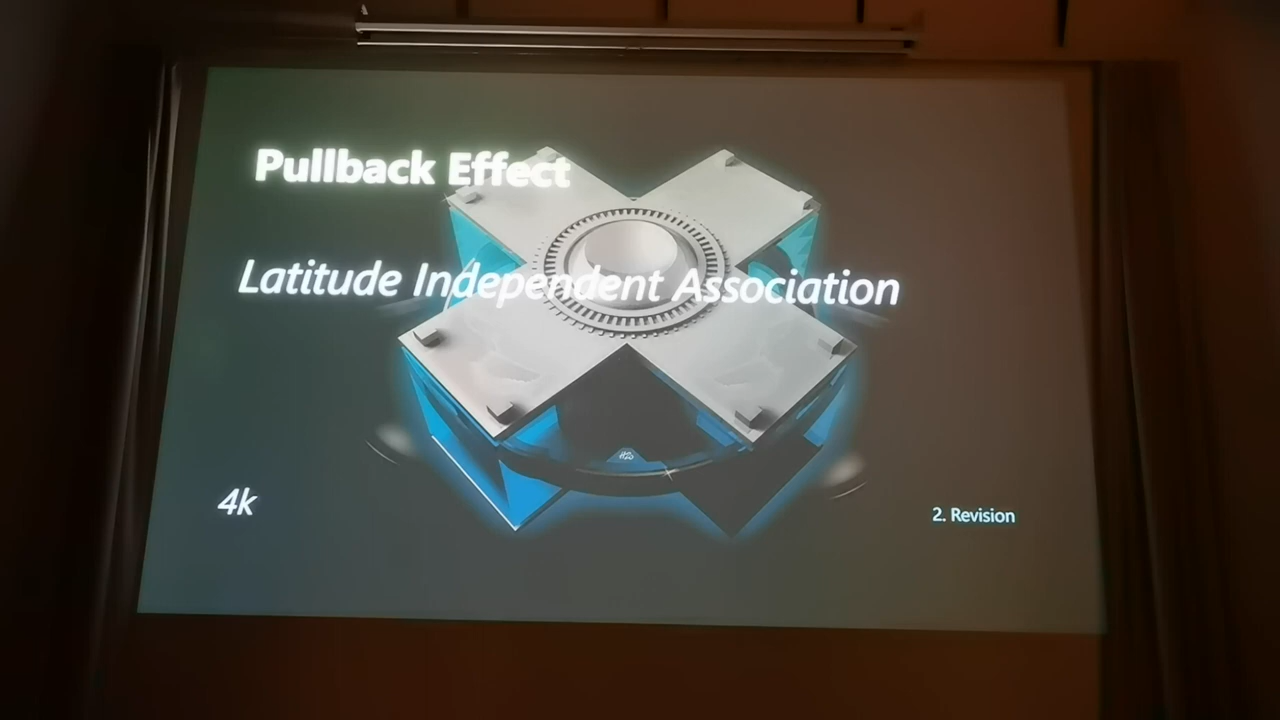 Pullback Effect
Latitude Independent Association
4k
2. Revision